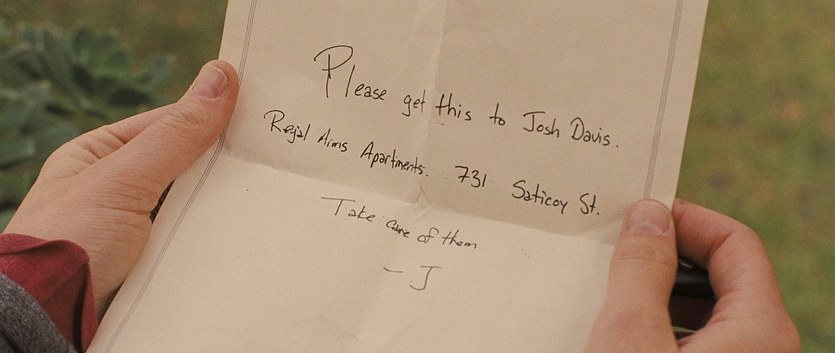 Please get this to Josh Davis.
Regal Arms Apartments. 731 Saticoy St.
Take care of them
- J